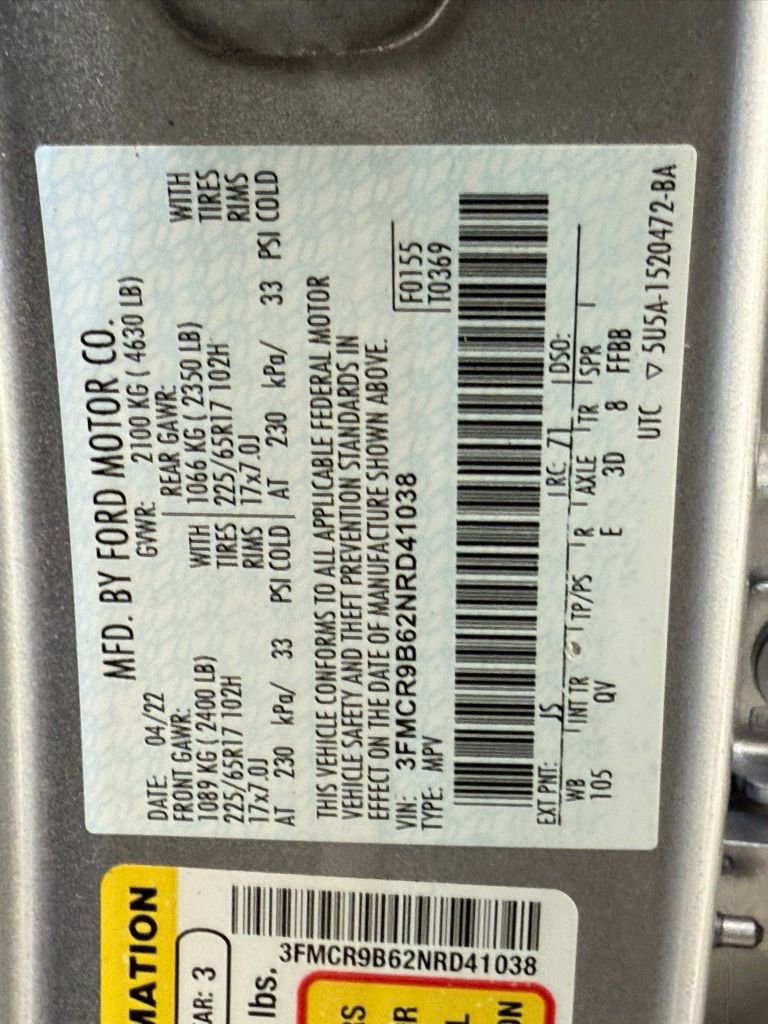 MFD. BY FORD MOTOR CO.
DATE: 04/22 GVWR: 2100 KG ( 4630 LB)
FRONT GAWR: REAR GAWR:
1089 KG ( 2400 LB) WITH 1066 KG ( 2350 LB) WITH
225/65R17 102H TIRES 225/65R17 102H TIRES
17x7.0J RIMS 17x7.0J RIMS
AT 230 kPa/ 33 PSI COLD AT 230 kPa/ 33 PSI COLD
THIS VEHICLE CONFORMS TO ALL APPLICABLE FEDERAL MOTOR
VEHICLE SAFETY AND THEFT PREVENTION STANDARDS IN
EFFECT ON THE DATE OF MANUFACTURE SHOWN ABOVE.
VIN: 3FMCR9B62NRD41038 F0155
TYPE: MPV T0369
EXT PNT: JS RC: 71 DSO:
WB INT TR TP/PS R AXLE TR SPR
105 QV E 3D 8 FFBB
UTC ▽ 5U5A-1520472-BA
MATION
AR: 3
3FMCR9B62NRD41038
lbs.
RS
R
L
ON